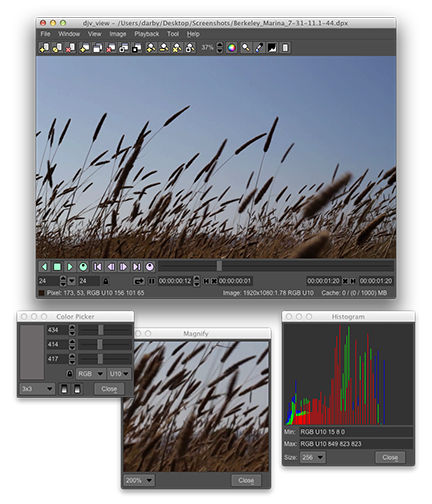 djv_view – /Users/darby/Desktop/Screenshots/Berkeley_Marina_7-31-11.1-44.dpx
File Window View Image Playback Tool Help
37%
24 24 00:00:00:12 00:00:00:01 00:00:01:20 00:00:01:20
Pixel: 173, 53, RGB U10 156 101 65 Image: 1920x1080:1.78 RGB U10 Cache: 0 / (0 / 1000) MB
Color Picker
434
414
417
RGB U10
3x3 Close
Magnify
200% Close
Histogram
Min: RGB U10 15 8 0
Max: RGB U10 849 823 823
Size: 256 Close